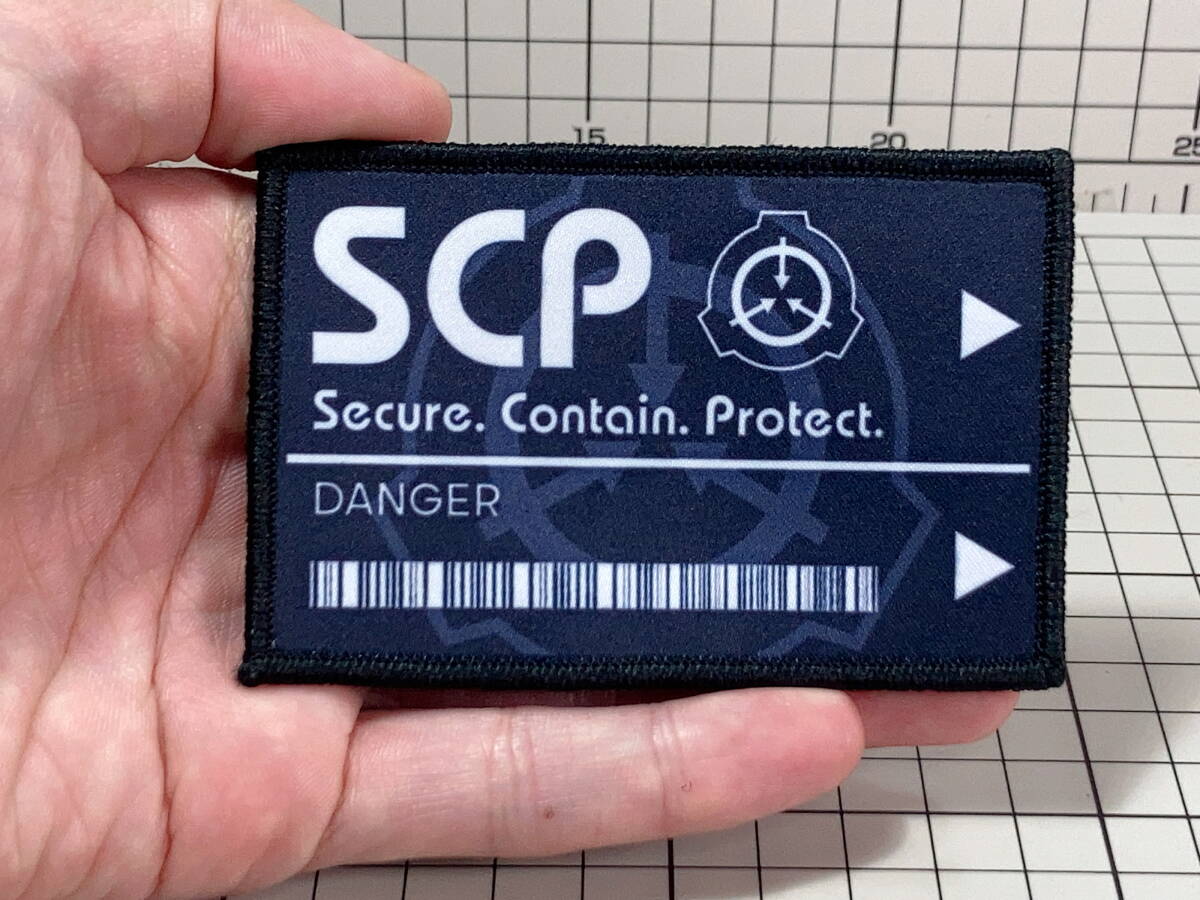 15 20 25
SCP
Secure. Contain. Protect.
DANGER